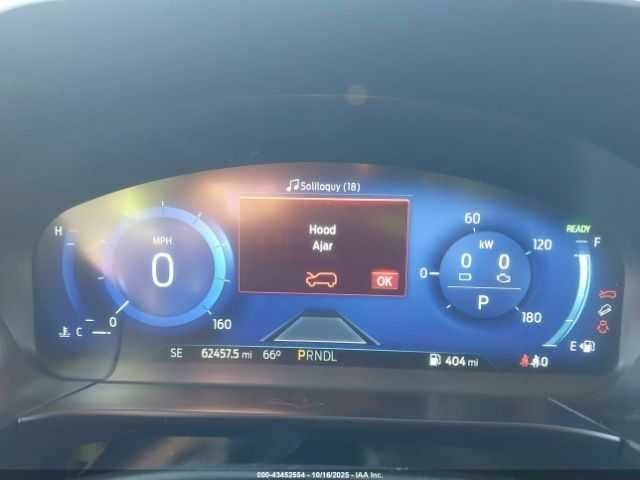 Soliloquy (18)
H
MPH
0
0
160
C
Hood
Ajar
OK
60
kW
0 0
0
120
P
180
READY
F
E
SE 62457.5 mi 66° PRNDL 404 mi
000-43452554 - 10/16/2025 - IAA Inc.